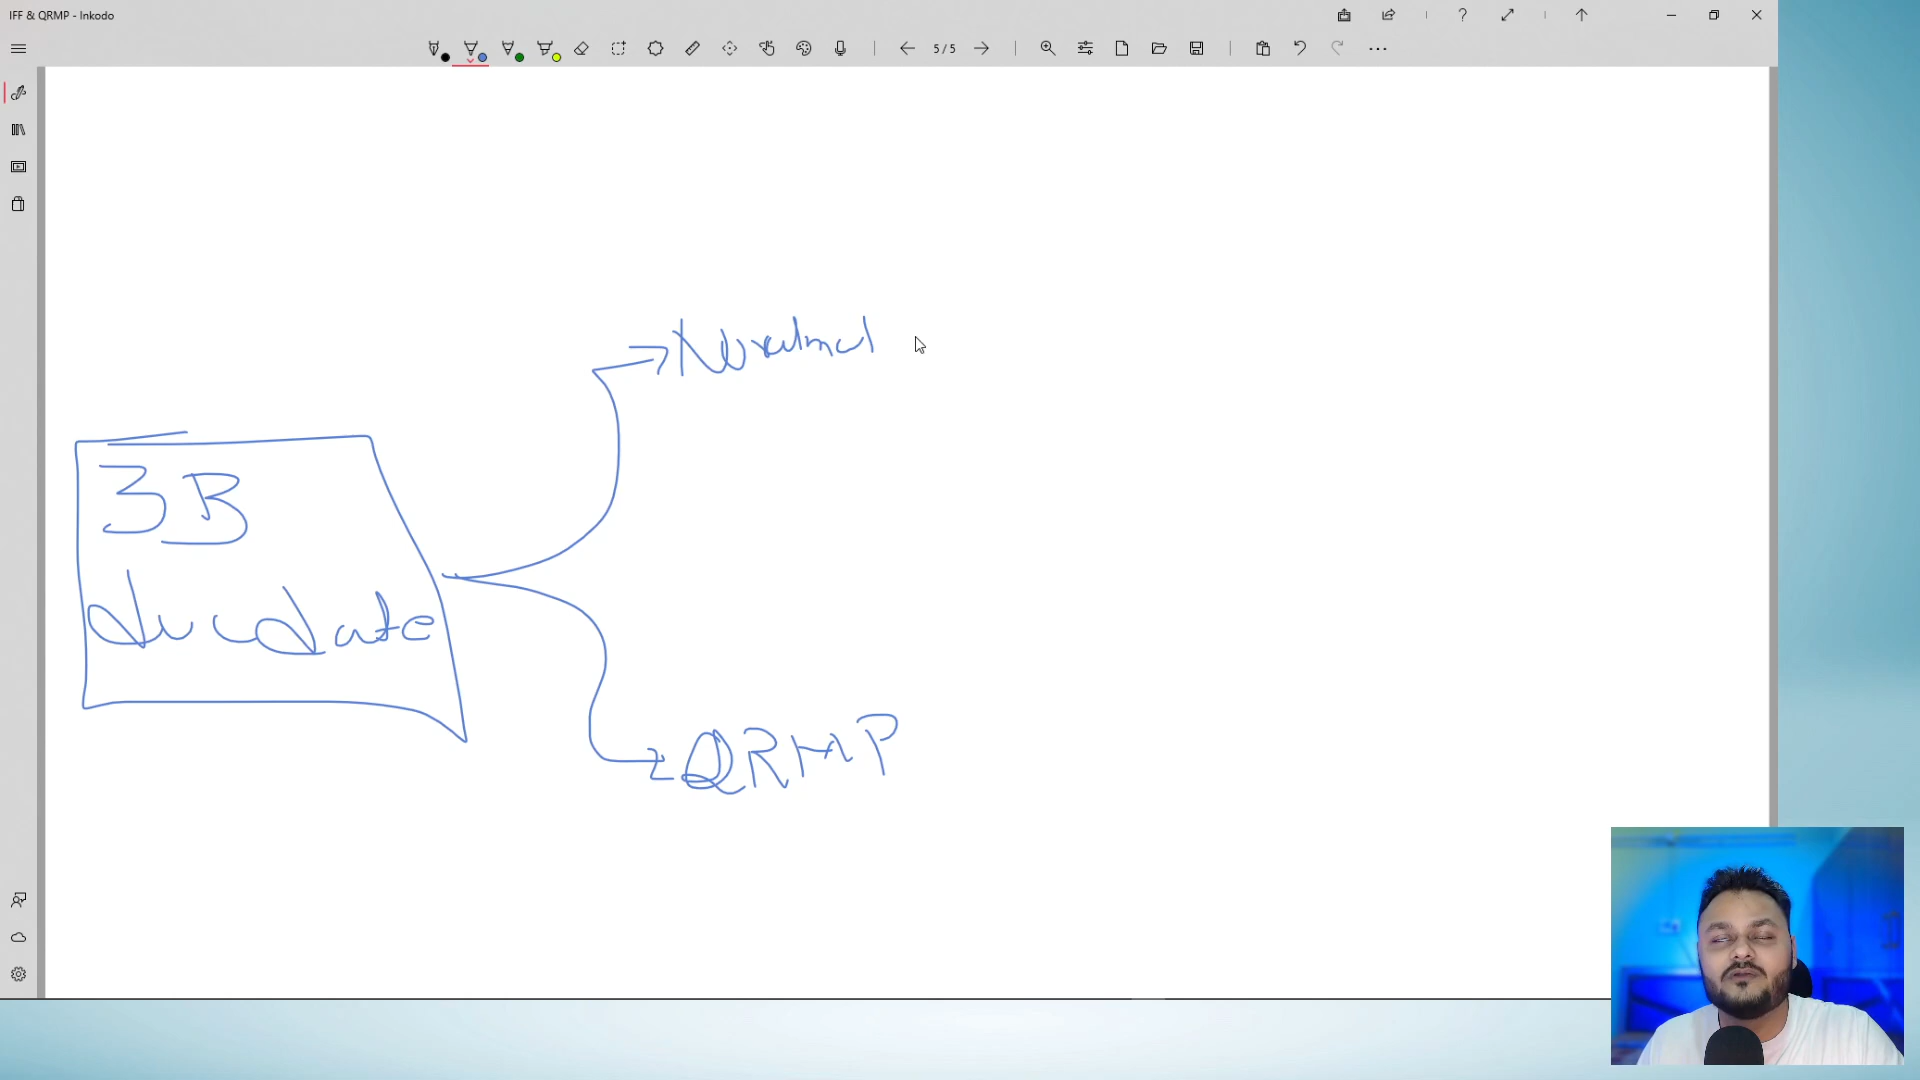 IFF & QRMP - Inkodo
5/5
Normal
3B
due date
QRMP